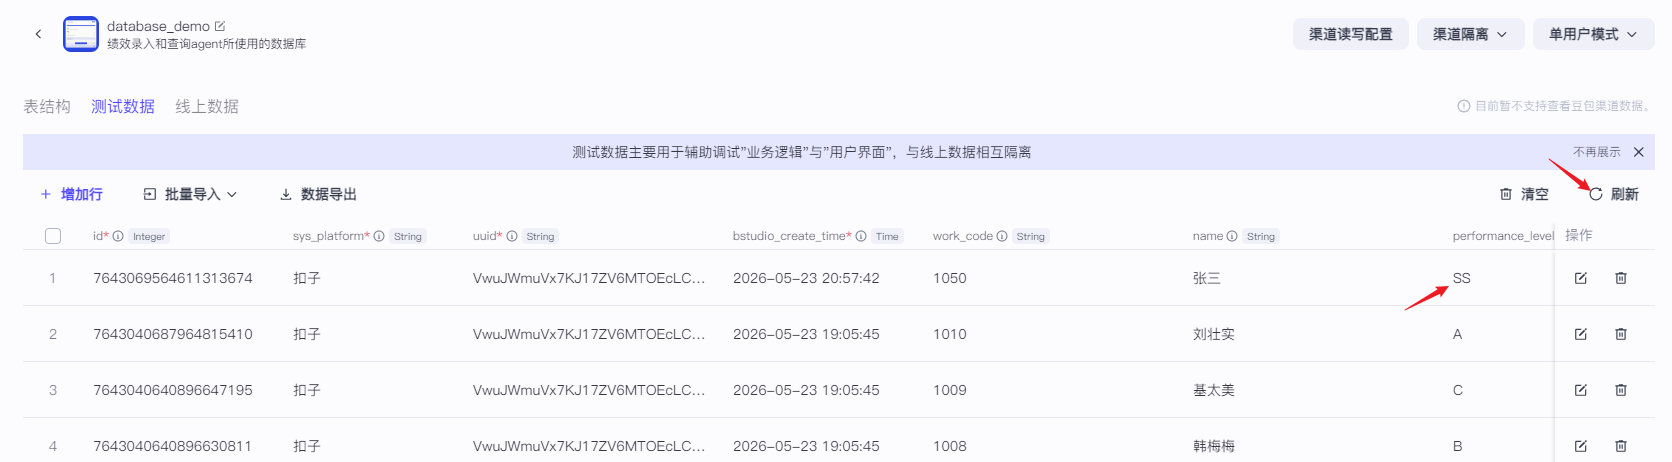 database_demo
绩效录入和查询agent所使用的数据库
渠道读写配置
渠道隔离
单用户模式
表结构 测试数据 线上数据
目前暂不支持查看豆包渠道数据。
测试数据主要用于辅助调试”业务逻辑”与”用户界面”，与线上数据相互隔离
不再展示
增加行 批量导入 数据导出
清空 刷新
id* Integer sys_platform* String uuid* String bstudio_create_time* Time work_code String name String performance_level 操作
1 7643069564611313674 扣子 VwuJWmuVx7KJ17ZV6MTOEcLC... 2026-05-23 20:57:42 1050 张三 SS
2 7643040687964815410 扣子 VwuJWmuVx7KJ17ZV6MTOEcLC... 2026-05-23 19:05:45 1010 刘壮实 A
3 7643040640896647195 扣子 VwuJWmuVx7KJ17ZV6MTOEcLC... 2026-05-23 19:05:45 1009 基太美 C
4 7643040640896630811 扣子 VwuJWmuVx7KJ17ZV6MTOEcLC... 2026-05-23 19:05:45 1008 韩梅梅 B